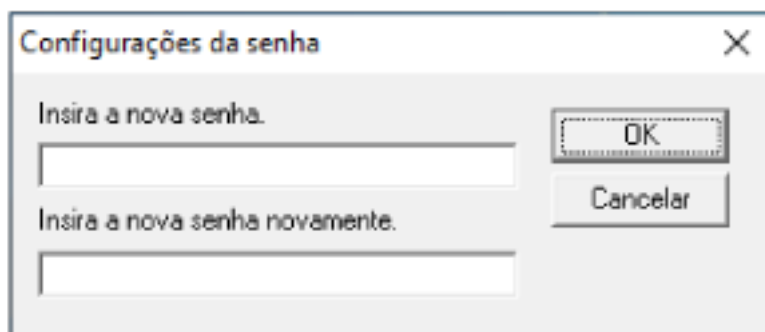 Configurações da senha
Insira a nova senha.
OK
Cancelar
Insira a nova senha novamente.